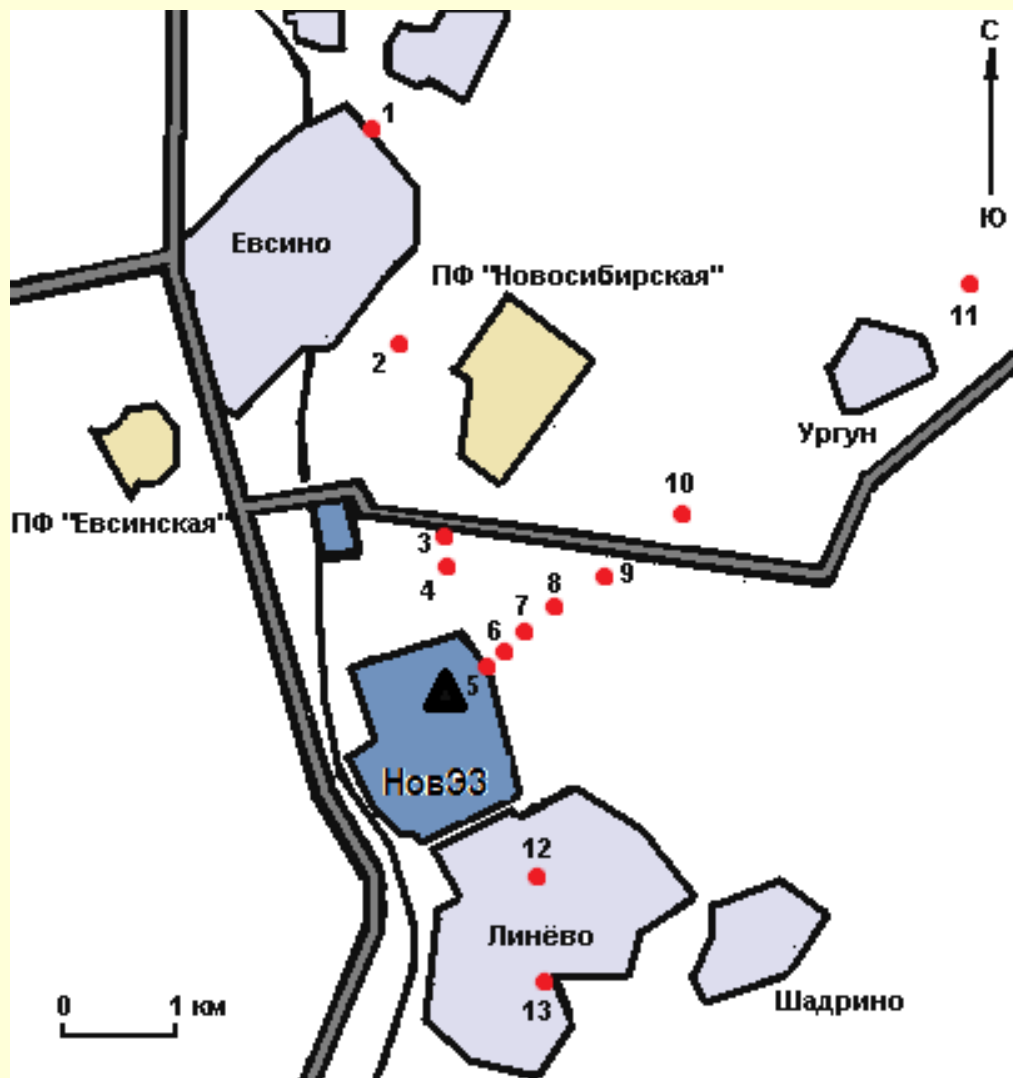 С
1
Ю
Евсино
ПФ "Новосибирская"
11
2
Ургун
10
ПФ "Евсинская"
3
9
4
8
7
6
5
НовЭЗ
12
Линёво
0 1 км
13
Шадрино